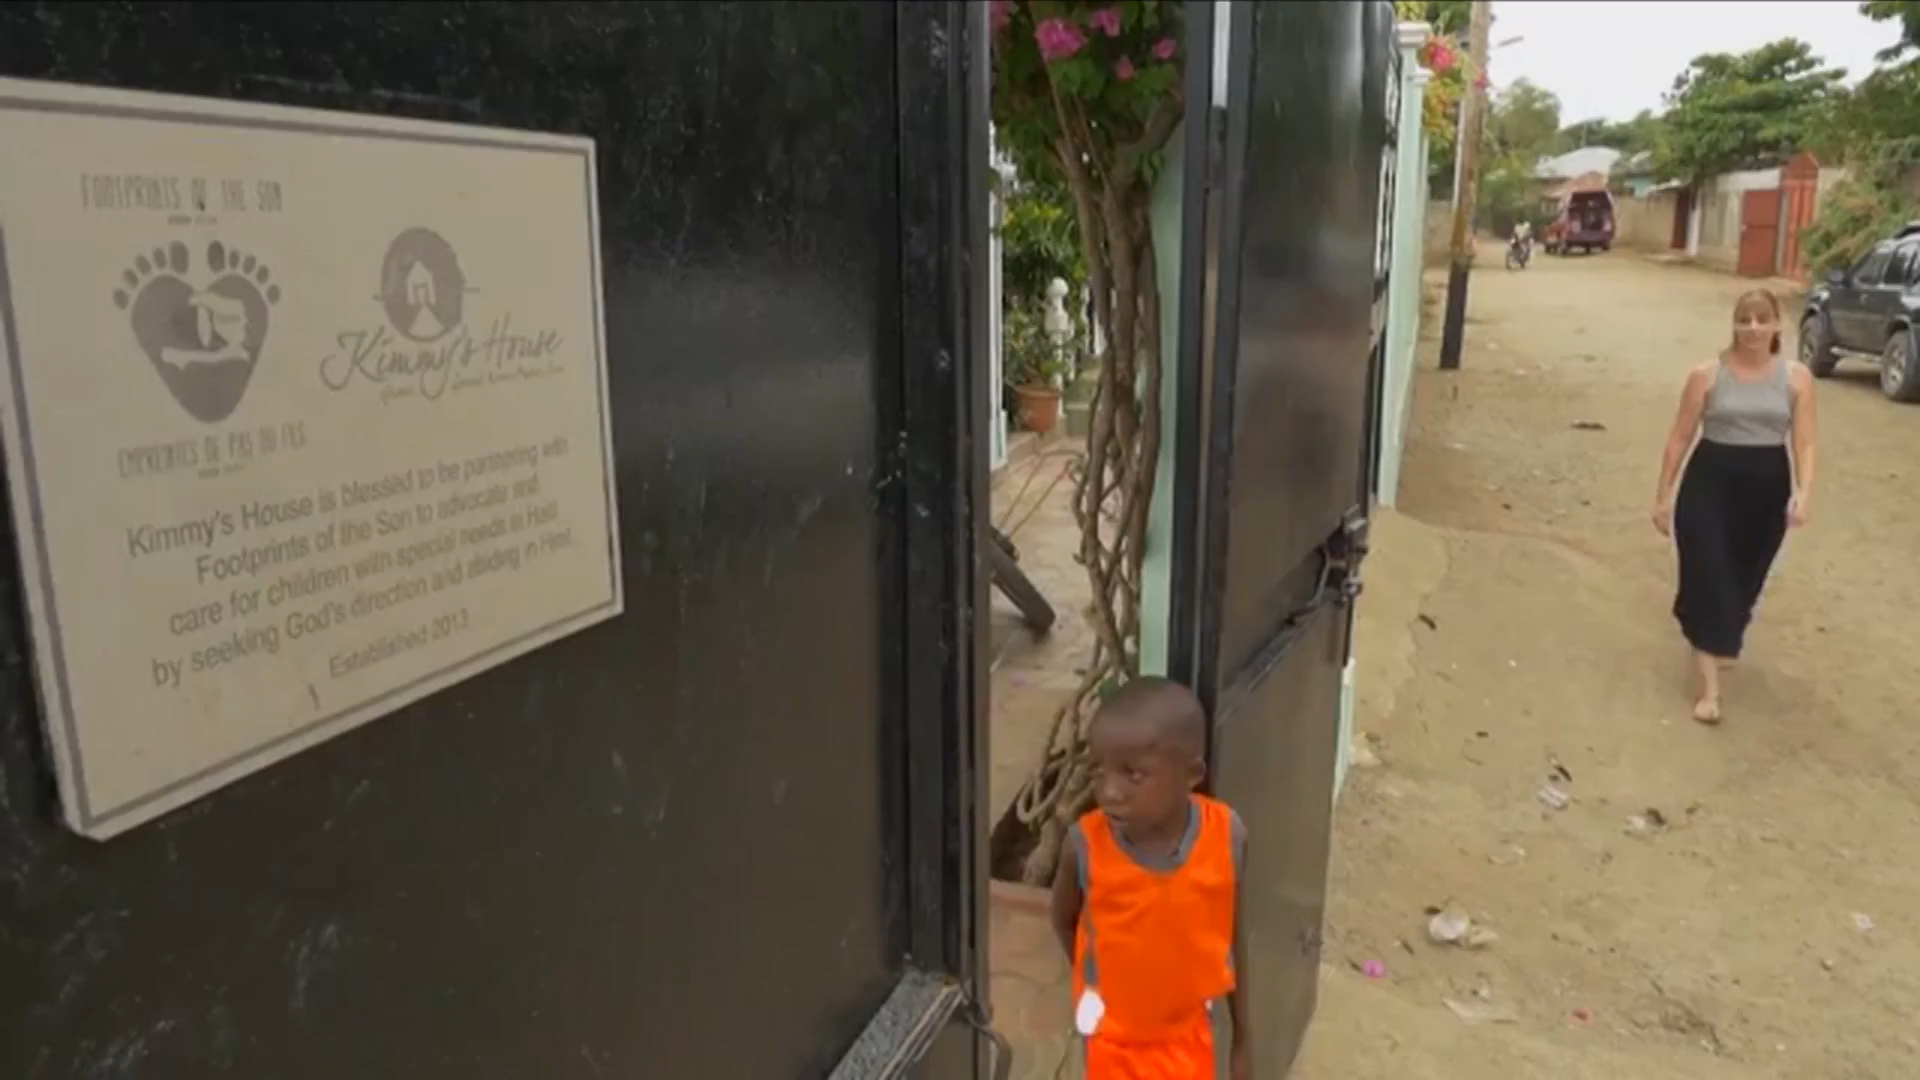 FOOTPRINTS OF THE SON
Kimmy's House
EMPREINTES DE PAS DU FILS
Kimmy's House is blessed to be partnering with
Footprints of the Son to advocate and
care for children with special needs in Haiti
by seeking God's direction and abiding in Him!
Established 2013